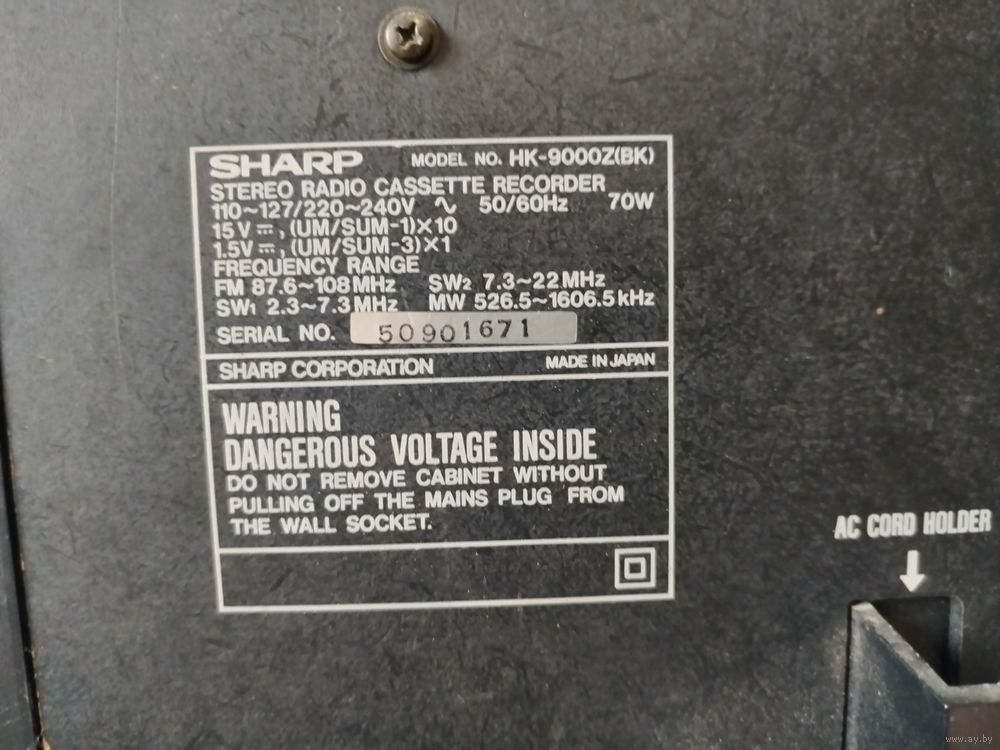 SHARP MODEL NO. HK-9000Z(BK)
STEREO RADIO CASSETTE RECORDER
110~127/220~240V ∿ 50/60Hz 70W
15V⎓, (UM/SUM-1)X10
1.5V⎓, (UM/SUM-3)X1
FREQUENCY RANGE
FM 87.6~108MHz SW2 7.3~22MHz
SW1 2.3~7.3MHz MW 526.5~1606.5kHz
SERIAL NO. 50901671
SHARP CORPORATION MADE IN JAPAN
WARNING
DANGEROUS VOLTAGE INSIDE
DO NOT REMOVE CABINET WITHOUT
PULLING OFF THE MAINS PLUG FROM
THE WALL SOCKET.
AC CORD HOLDER
www.ay.by